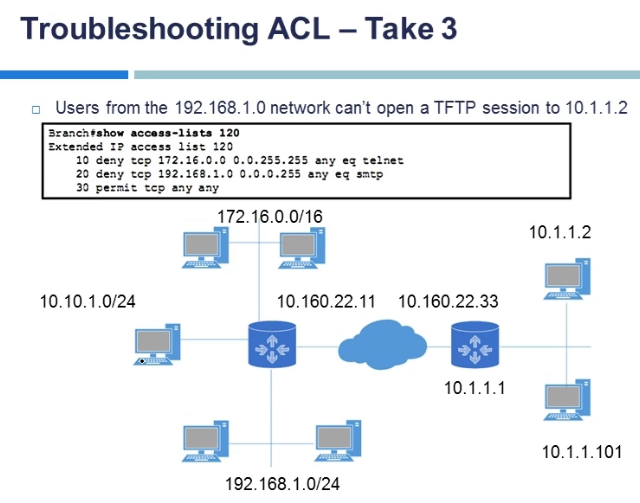 Troubleshooting ACL – Take 3
Users from the 192.168.1.0 network can't open a TFTP session to 10.1.1.2
Branch#show access-lists 120
Extended IP access list 120
10 deny tcp 172.16.0.0 0.0.255.255 any eq telnet
20 deny tcp 192.168.1.0 0.0.0.255 any eq smtp
30 permit tcp any any
172.16.0.0/16
10.1.1.2
10.10.1.0/24
10.160.22.11
10.160.22.33
10.1.1.1
10.1.1.101
192.168.1.0/24